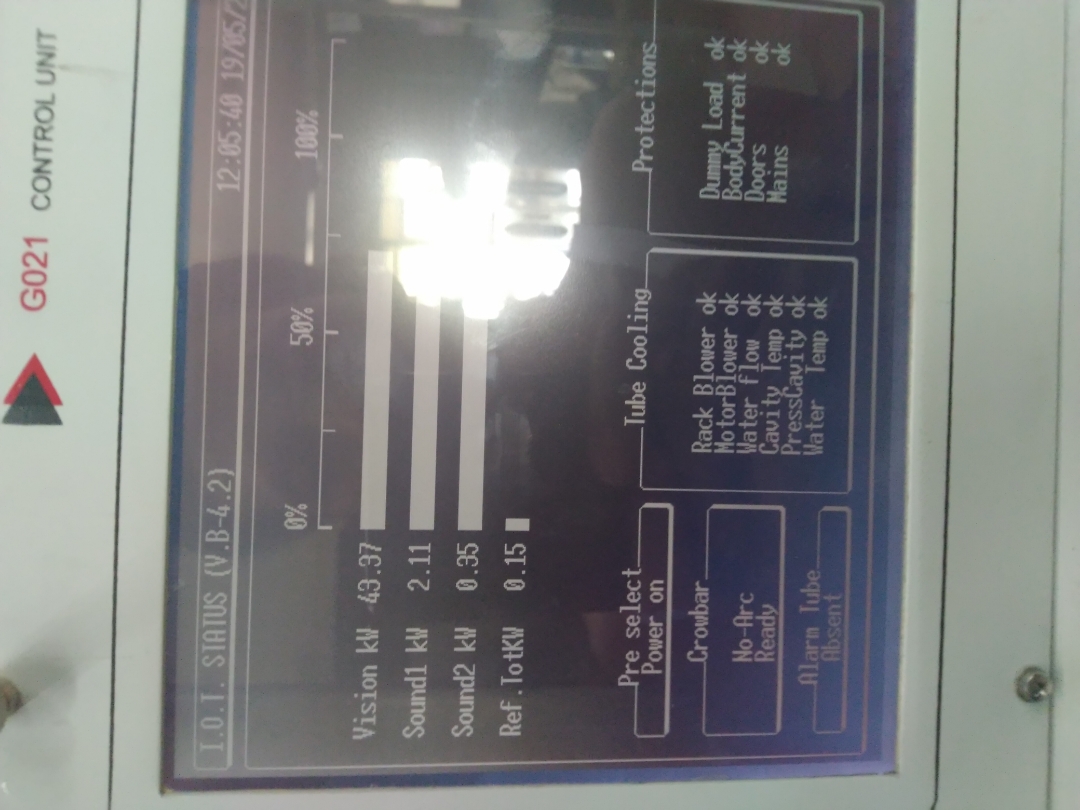 G021 CONTROL UNIT
I.O.T. STATUS (V.B-4.2) 12:05:40 19/05/2
0% 50% 100%
Vision kW 43.37
Sound1 kW 2.11
Sound2 kW 0.35
Ref.TotKW 0.15
Pre select
Power on
Crowbar
No-Arc
Ready
Alarm Tube
Absent
Tube Cooling
Rack Blower ok
MotorBlower ok
Water flow ok
Cavity Temp ok
PressCavity ok
Water Temp ok
Protections
Dummy Load ok
BodyCurrent ok
Doors ok
Mains ok